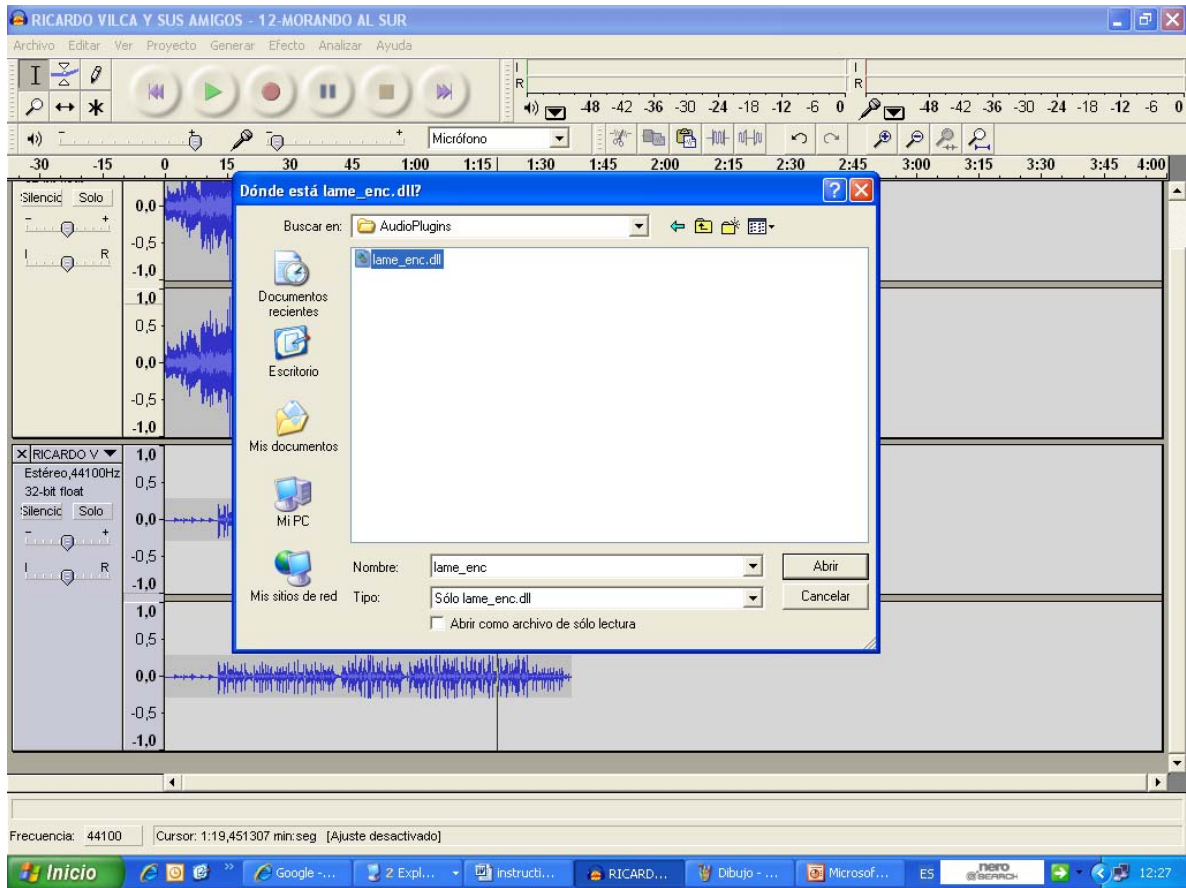 RICARDO VILCA Y SUS AMIGOS - 12-MORANDO AL SUR
Archivo Editar Ver Proyecto Generar Efecto Analizar Ayuda
I
R
-48 -42 -36 -30 -24 -18 -12 -6 0
I
R
-48 -42 -36 -30 -24 -18 -12 -6 0
Micrófono
-30 -15 0 15 30 45 1:00 1:15 1:30 1:45 2:00 2:15 2:30 2:45 3:00 3:15 3:30 3:45 4:00
Silencic Solo
- +
I R
0,0
-0,5
-1,0
1,0
0,5
0,0
-0,5
-1,0
Dónde está lame_enc.dll?
Buscar en: AudioPlugins
lame_enc.dll
Documentos
recientes
Escritorio
Mis documentos
Mi PC
Mis sitios de red
Nombre: lame_enc Abrir
Tipo: Sólo lame_enc.dll Cancelar
Abrir como archivo de sólo lectura
RICARDO V
Estéreo,44100Hz
32-bit float
Silencic Solo
- +
I R
1,0
0,5
0,0
-0,5
-1,0
1,0
0,5
0,0
-0,5
-1,0
Frecuencia: 44100 Cursor: 1:19,451307 min:seg [Ajuste desactivado]
Inicio Google -... 2 Expl... instructi... RICARD... Dibujo - ... Microsof... ES nero @SEARCH 12:27